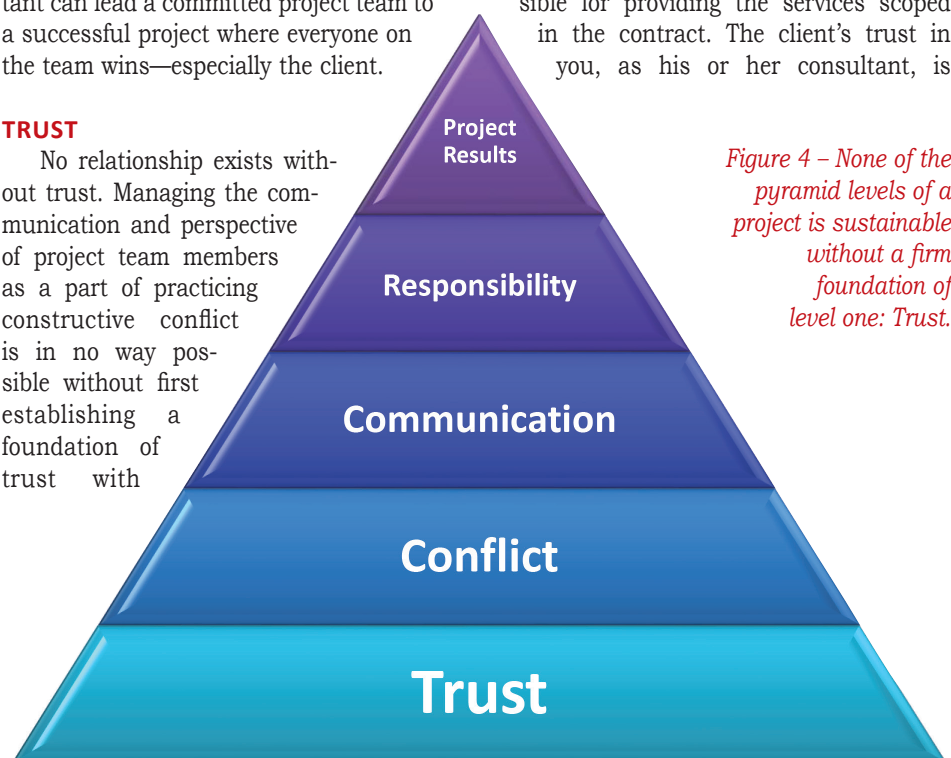 tant can lead a committed project team to
a successful project where everyone on
the team wins—especially the client.
TRUST
No relationship exists with-
out trust. Managing the com-
munication and perspective
of project team members
as a part of practicing
constructive conflict
is in no way pos-
sible without first
establishing a
foundation of
trust with
sible for providing the services scoped
in the contract. The client’s trust in
you, as his or her consultant, is
Project
Results
Responsibility
Communication
Conflict
Trust
Figure 4 – None of the
pyramid levels of a
project is sustainable
without a firm
foundation of
level one: Trust.